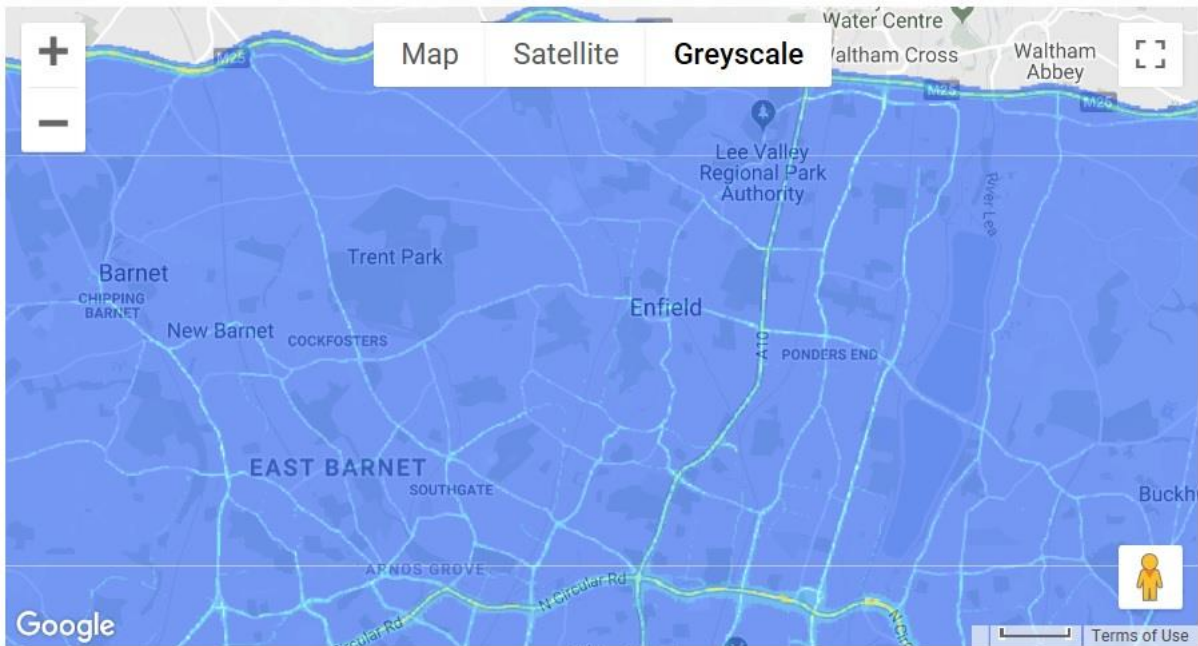 Water Centre
Map
Satellite
Greyscale
Waltham Cross
Waltham
Abbey
M25
M25
M25
Lee Valley
Regional Park
Authority
River Lea
Trent Park
Barnet
CHIPPING
BARNET
Enfield
New Barnet
COCKFOSTERS
A10
PONDERS END
EAST BARNET
SOUTHGATE
Buckhu
ARNOS GROVE
N Circular Rd
Circular Rd
N Circ
Google
Terms of Use